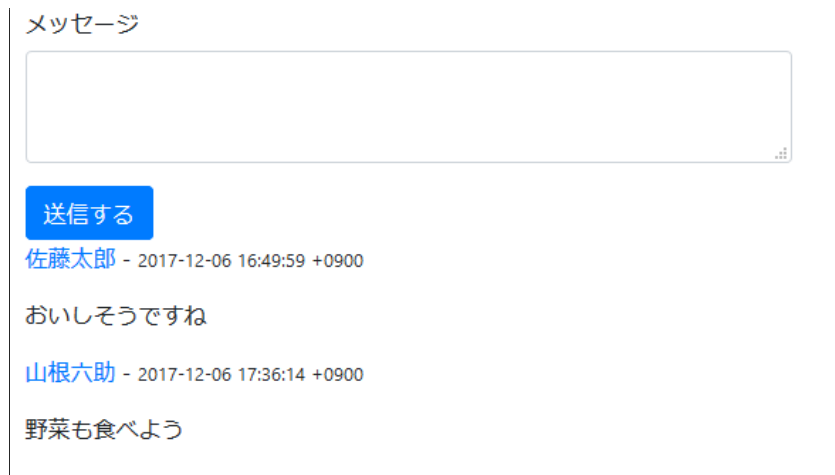 メッセージ
送信する
佐藤太郎 - 2017-12-06 16:49:59 +0900
おいしそうですね
山根六助 - 2017-12-06 17:36:14 +0900
野菜も食べよう